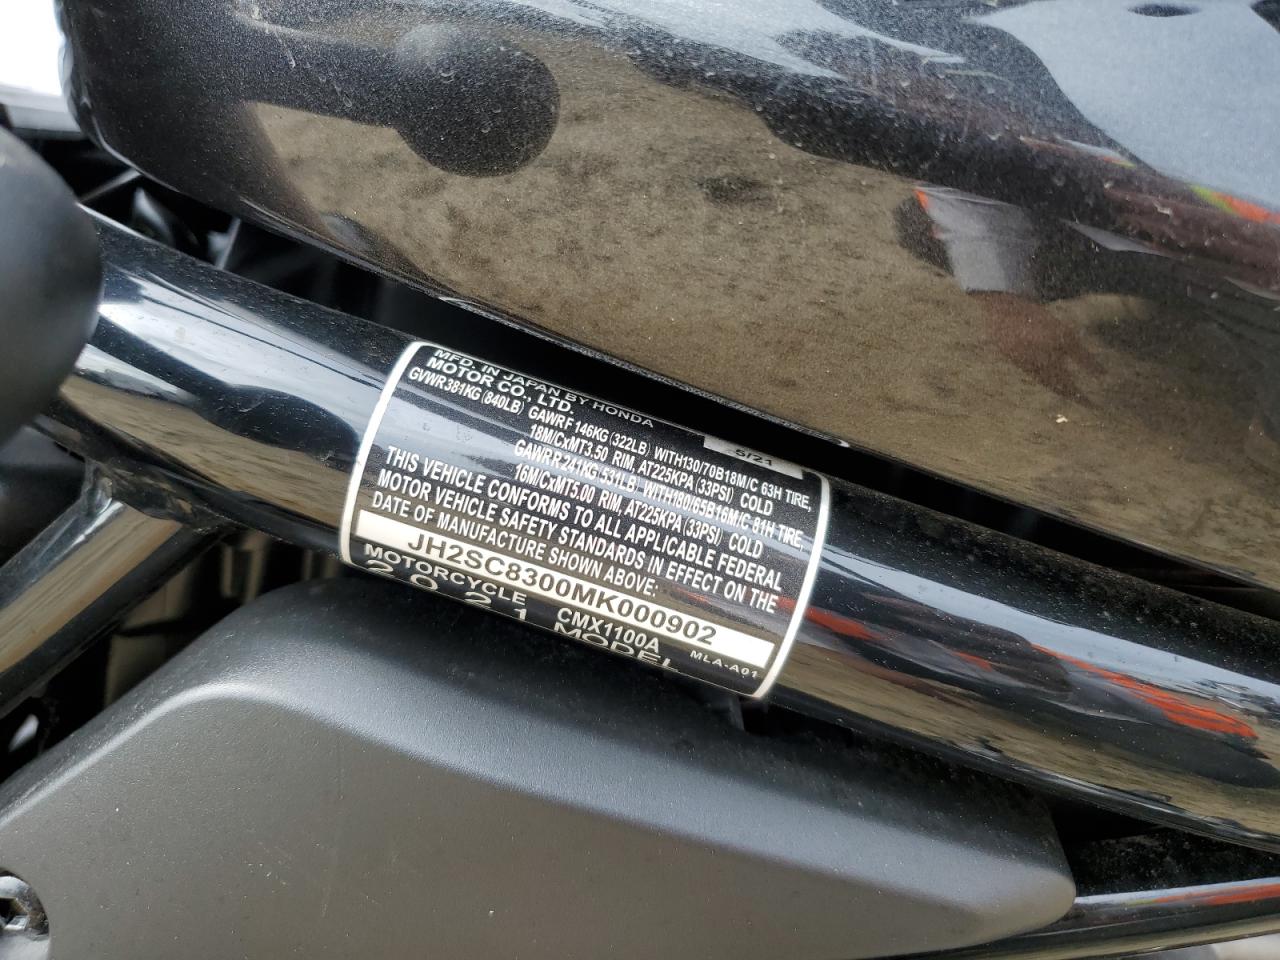 MFD. IN JAPAN BY HONDA
MOTOR CO., LTD.
5/21
GVWR381KG (840LB) GAWRF146KG(322LB) WITH130/70B18M/C 63H TIRE,
18M/CxMT3.50 RIM, AT225KPA(33PSI) COLD
GAWRR241KG(531LB) WITH180/65B16M/C 81H TIRE,
16M/CxMT5.00 RIM, AT225KPA(33PSI) COLD
THIS VEHICLE CONFORMS TO ALL APPLICABLE FEDERAL
MOTOR VEHICLE SAFETY STANDARDS IN EFFECT ON THE
DATE OF MANUFACTURE SHOWN ABOVE:
JH2SC8300MK000902
MOTORCYCLE CMX1100A
2021 MODEL MLA-A01